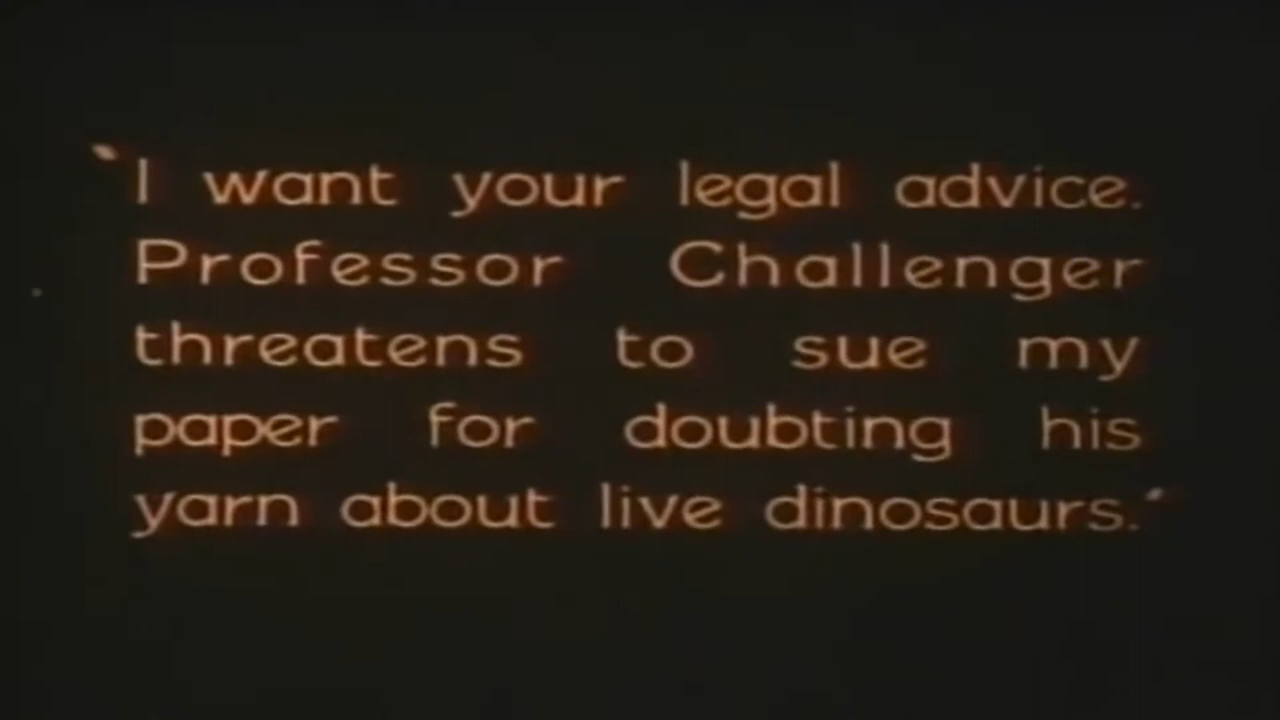 "I want your legal advice.
Professor Challenger
threatens to sue my
paper for doubting his
yarn about live dinosaurs."